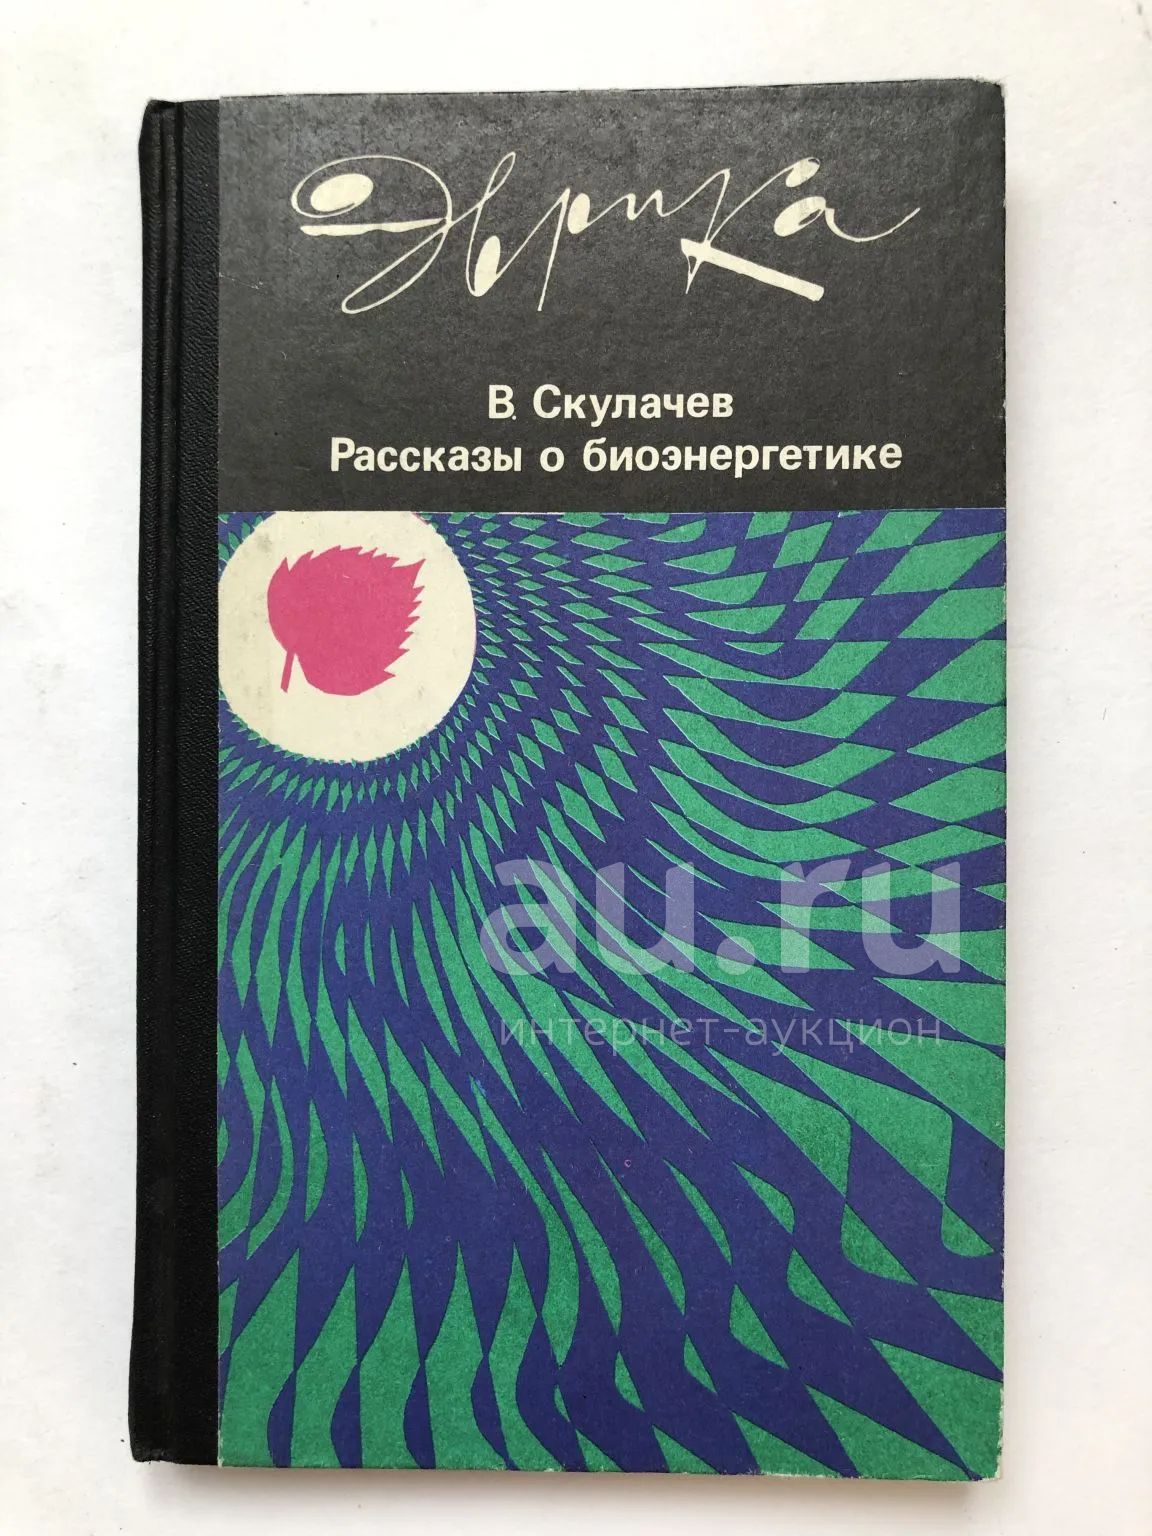 Эврика
В. Скулачев
Рассказы о биоэнергетике
au.ru
интернет-аукцион